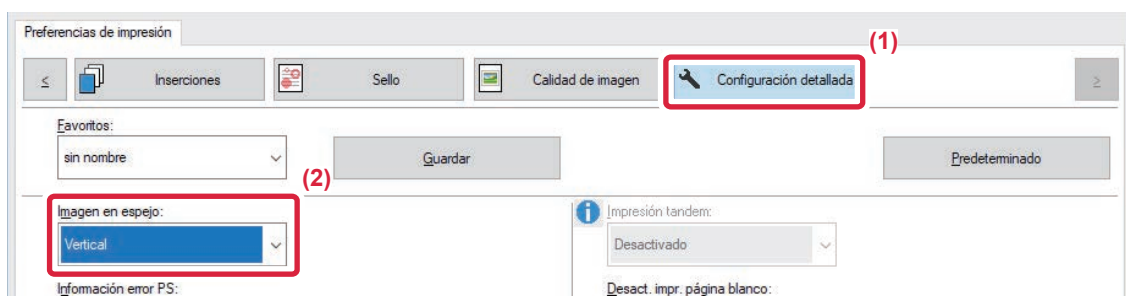 Preferencias de impresión
(1)
<
Inserciones
Sello
Calidad de imagen
Configuración detallada
>
Favoritos:
sin nombre
Guardar
Predeterminado
(2)
Imagen en espejo:
Vertical
Impresión tandem:
Desactivado
Información error PS:
Desact. impr. página blanco: